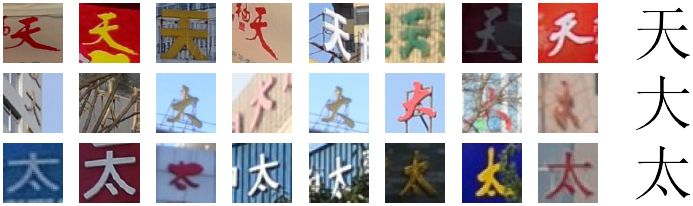 天 天 天 天 天 天 天 天 天
大 大 大 大 大 大 大 大
太 太 太 太 太 太 太 太 太